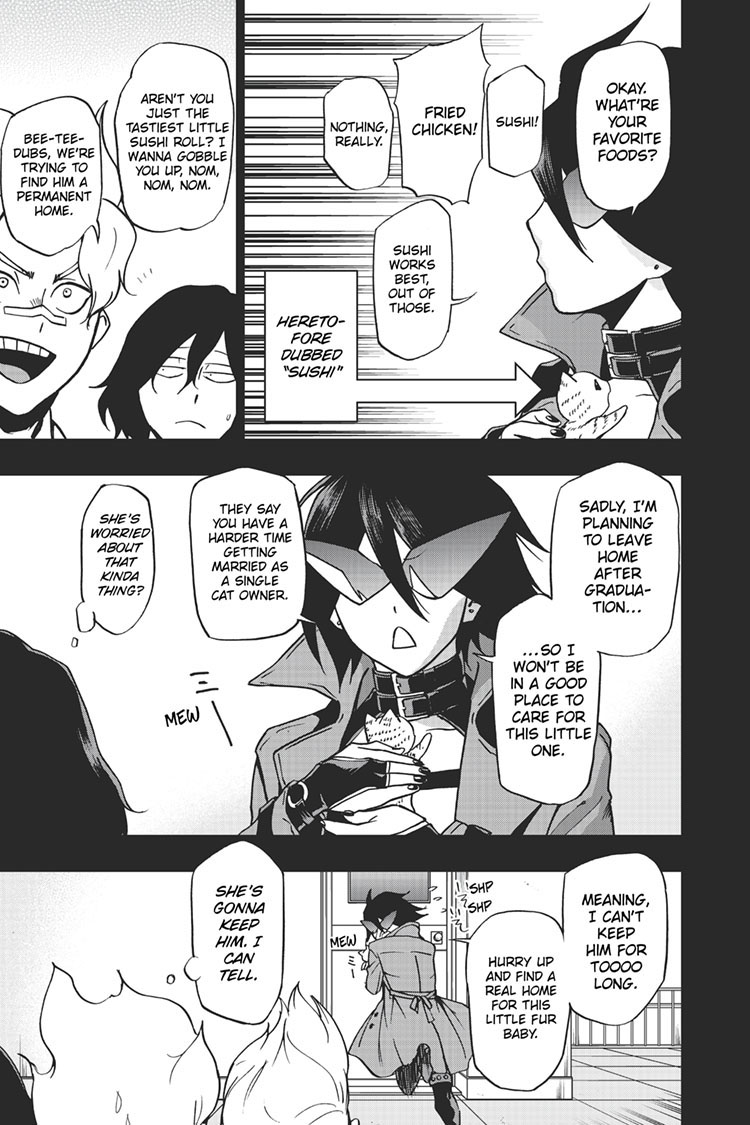 OKAY.
WHAT'RE
YOUR
FAVORITE
FOODS?
SUSHI!
FRIED
CHICKEN!
NOTHING,
REALLY.
SUSHI
WORKS
BEST,
OUT OF
THOSE.
HERETO-
FORE
DUBBED
"SUSHI"
AREN'T YOU
JUST THE
TASTIEST LITTLE
SUSHI ROLL? I
WANNA GOBBLE
YOU UP, NOM,
NOM, NOM.
BEE-TEE-
DUBS, WE'RE
TRYING TO
FIND HIM A
PERMANENT
HOME.
SADLY, I'M
PLANNING
TO LEAVE
HOME
AFTER
GRADUA-
TION...
...SO I
WON'T BE
IN A GOOD
PLACE TO
CARE FOR
THIS LITTLE
ONE.
THEY SAY
YOU HAVE A
HARDER TIME
GETTING
MARRIED AS
A SINGLE
CAT OWNER.
MEW
SHE'S
WORRIED
ABOUT
THAT
KINDA
THING?
MEANING,
I CAN'T
KEEP
HIM FOR
TOOOO
LONG.
SHP
SHP
MEW
HURRY UP
AND FIND A
REAL HOME
FOR THIS
LITTLE FUR
BABY.
SHE'S
GONNA
KEEP
HIM. I
CAN
TELL.